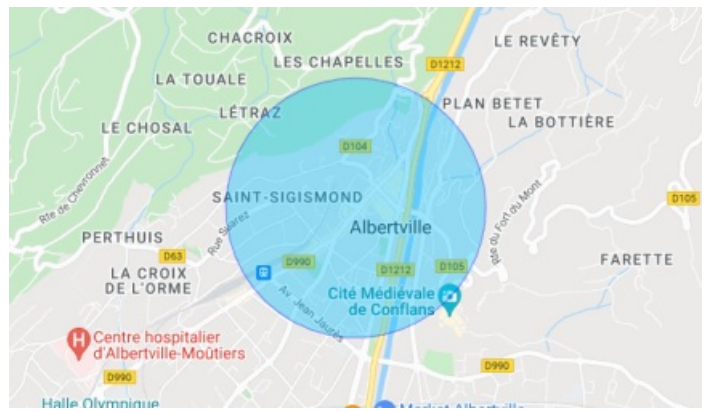 CHACROIX
LE REVÊTY
LES CHAPELLES
D1212
LA TOUALE
PLAN BETET
LÉTRAZ
LA BOTTIÈRE
LE CHOSAL
D104
Rte de Chevronnet
SAINT-SIGISMOND
D105
Rte du Fort du Mont
Rue Suarez
Albertville
PERTHUIS
D63
D990
D1212
D105
FARETTE
LA CROIX
DE L'ORME
Av. Jean Jaurès
Cité Médiévale
de Conflans
Centre hospitalier
d'Albertville-Moûtiers
H
D990
D990
Halle Olympique
Market Albertville